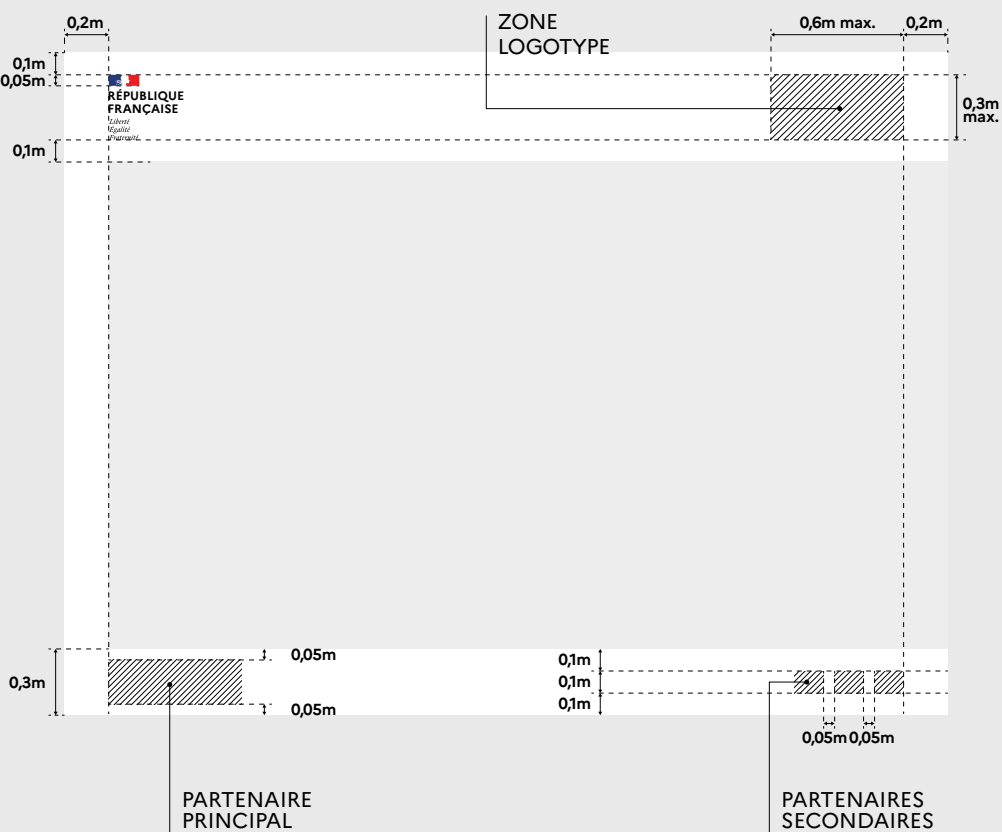 0,2m
ZONE
LOGOTYPE
0,6m max.
0,2m
0,1m
0,05m
RÉPUBLIQUE
FRANÇAISE
Liberté
Égalité
Fraternité
0,3m
max.
0,1m
0,3m
0,05m
0,05m
0,1m
0,1m
0,1m
0,05m
0,05m
PARTENAIRE
PRINCIPAL
PARTENAIRES
SECONDAIRES